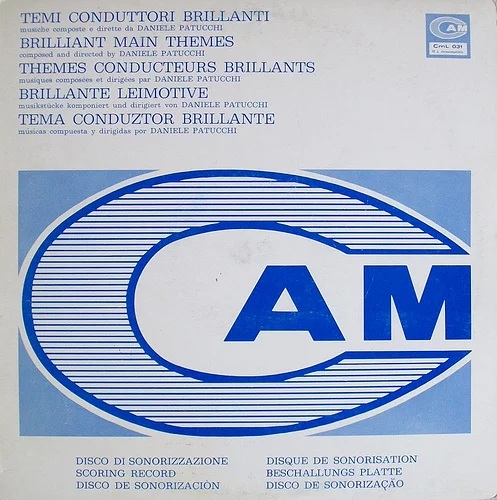 TEMI CONDUTTORI BRILLANTI
musiche composte e dirette da DANIELE PATUCCHI
BRILLIANT MAIN THEMES
composed and directed by DANIELE PATUCCHI
THEMES CONDUCTEURS BRILLANTS
musiques composées et dirigées par DANIELE PATUCCHI
BRILLANTE LEIMOTIVE
musikstücke komponiert und dirigiert von DANIELE PATUCCHI
TEMA CONDUZTOR BRILLANTE
músicas compuesta y dirigidas por DANIELE PATUCCHI
CAM
CmL 031
CAM
DISCO DI SONORIZZAZIONE
SCORING RECORD
DISCO DE SONORIZACIÓN
DISQUE DE SONORISATION
BESCHALLUNGS PLATTE
DISCO DE SONORIZAÇÃO